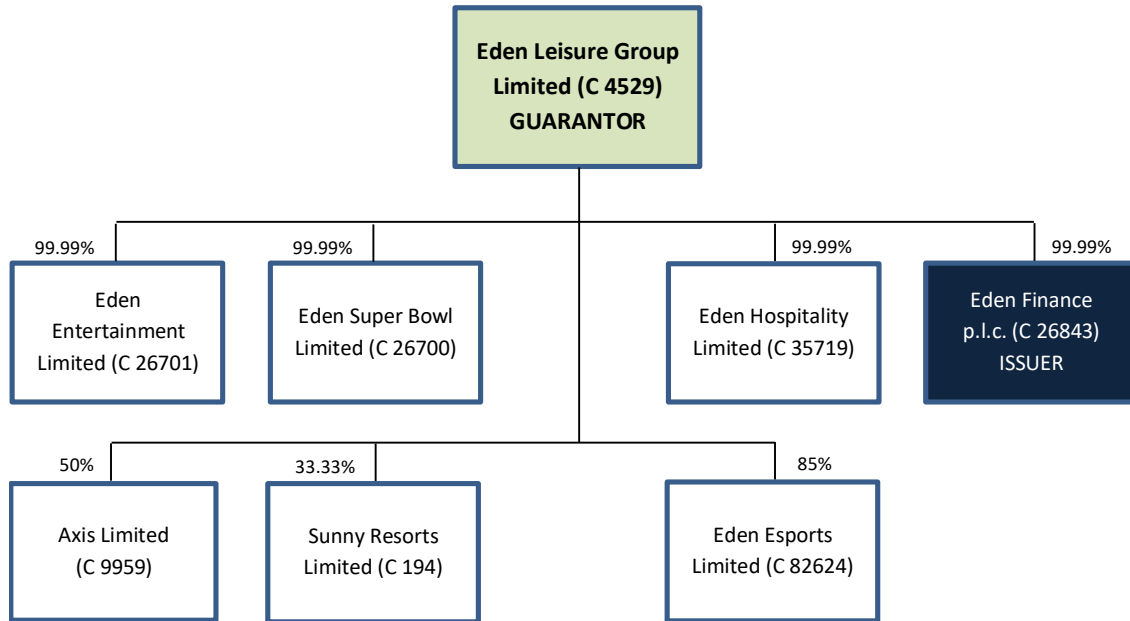 Eden Leisure Group
Limited (C 4529)
GUARANTOR
99.99%
99.99%
99.99%
99.99%
Eden
Entertainment
Limited (C 26701)
Eden Super Bowl
Limited (C 26700)
Eden Hospitality
Limited (C 35719)
Eden Finance
p.l.c. (C 26843)
ISSUER
50%
33.33%
85%
Axis Limited
(C 9959)
Sunny Resorts
Limited (C 194)
Eden Esports
Limited (C 82624)